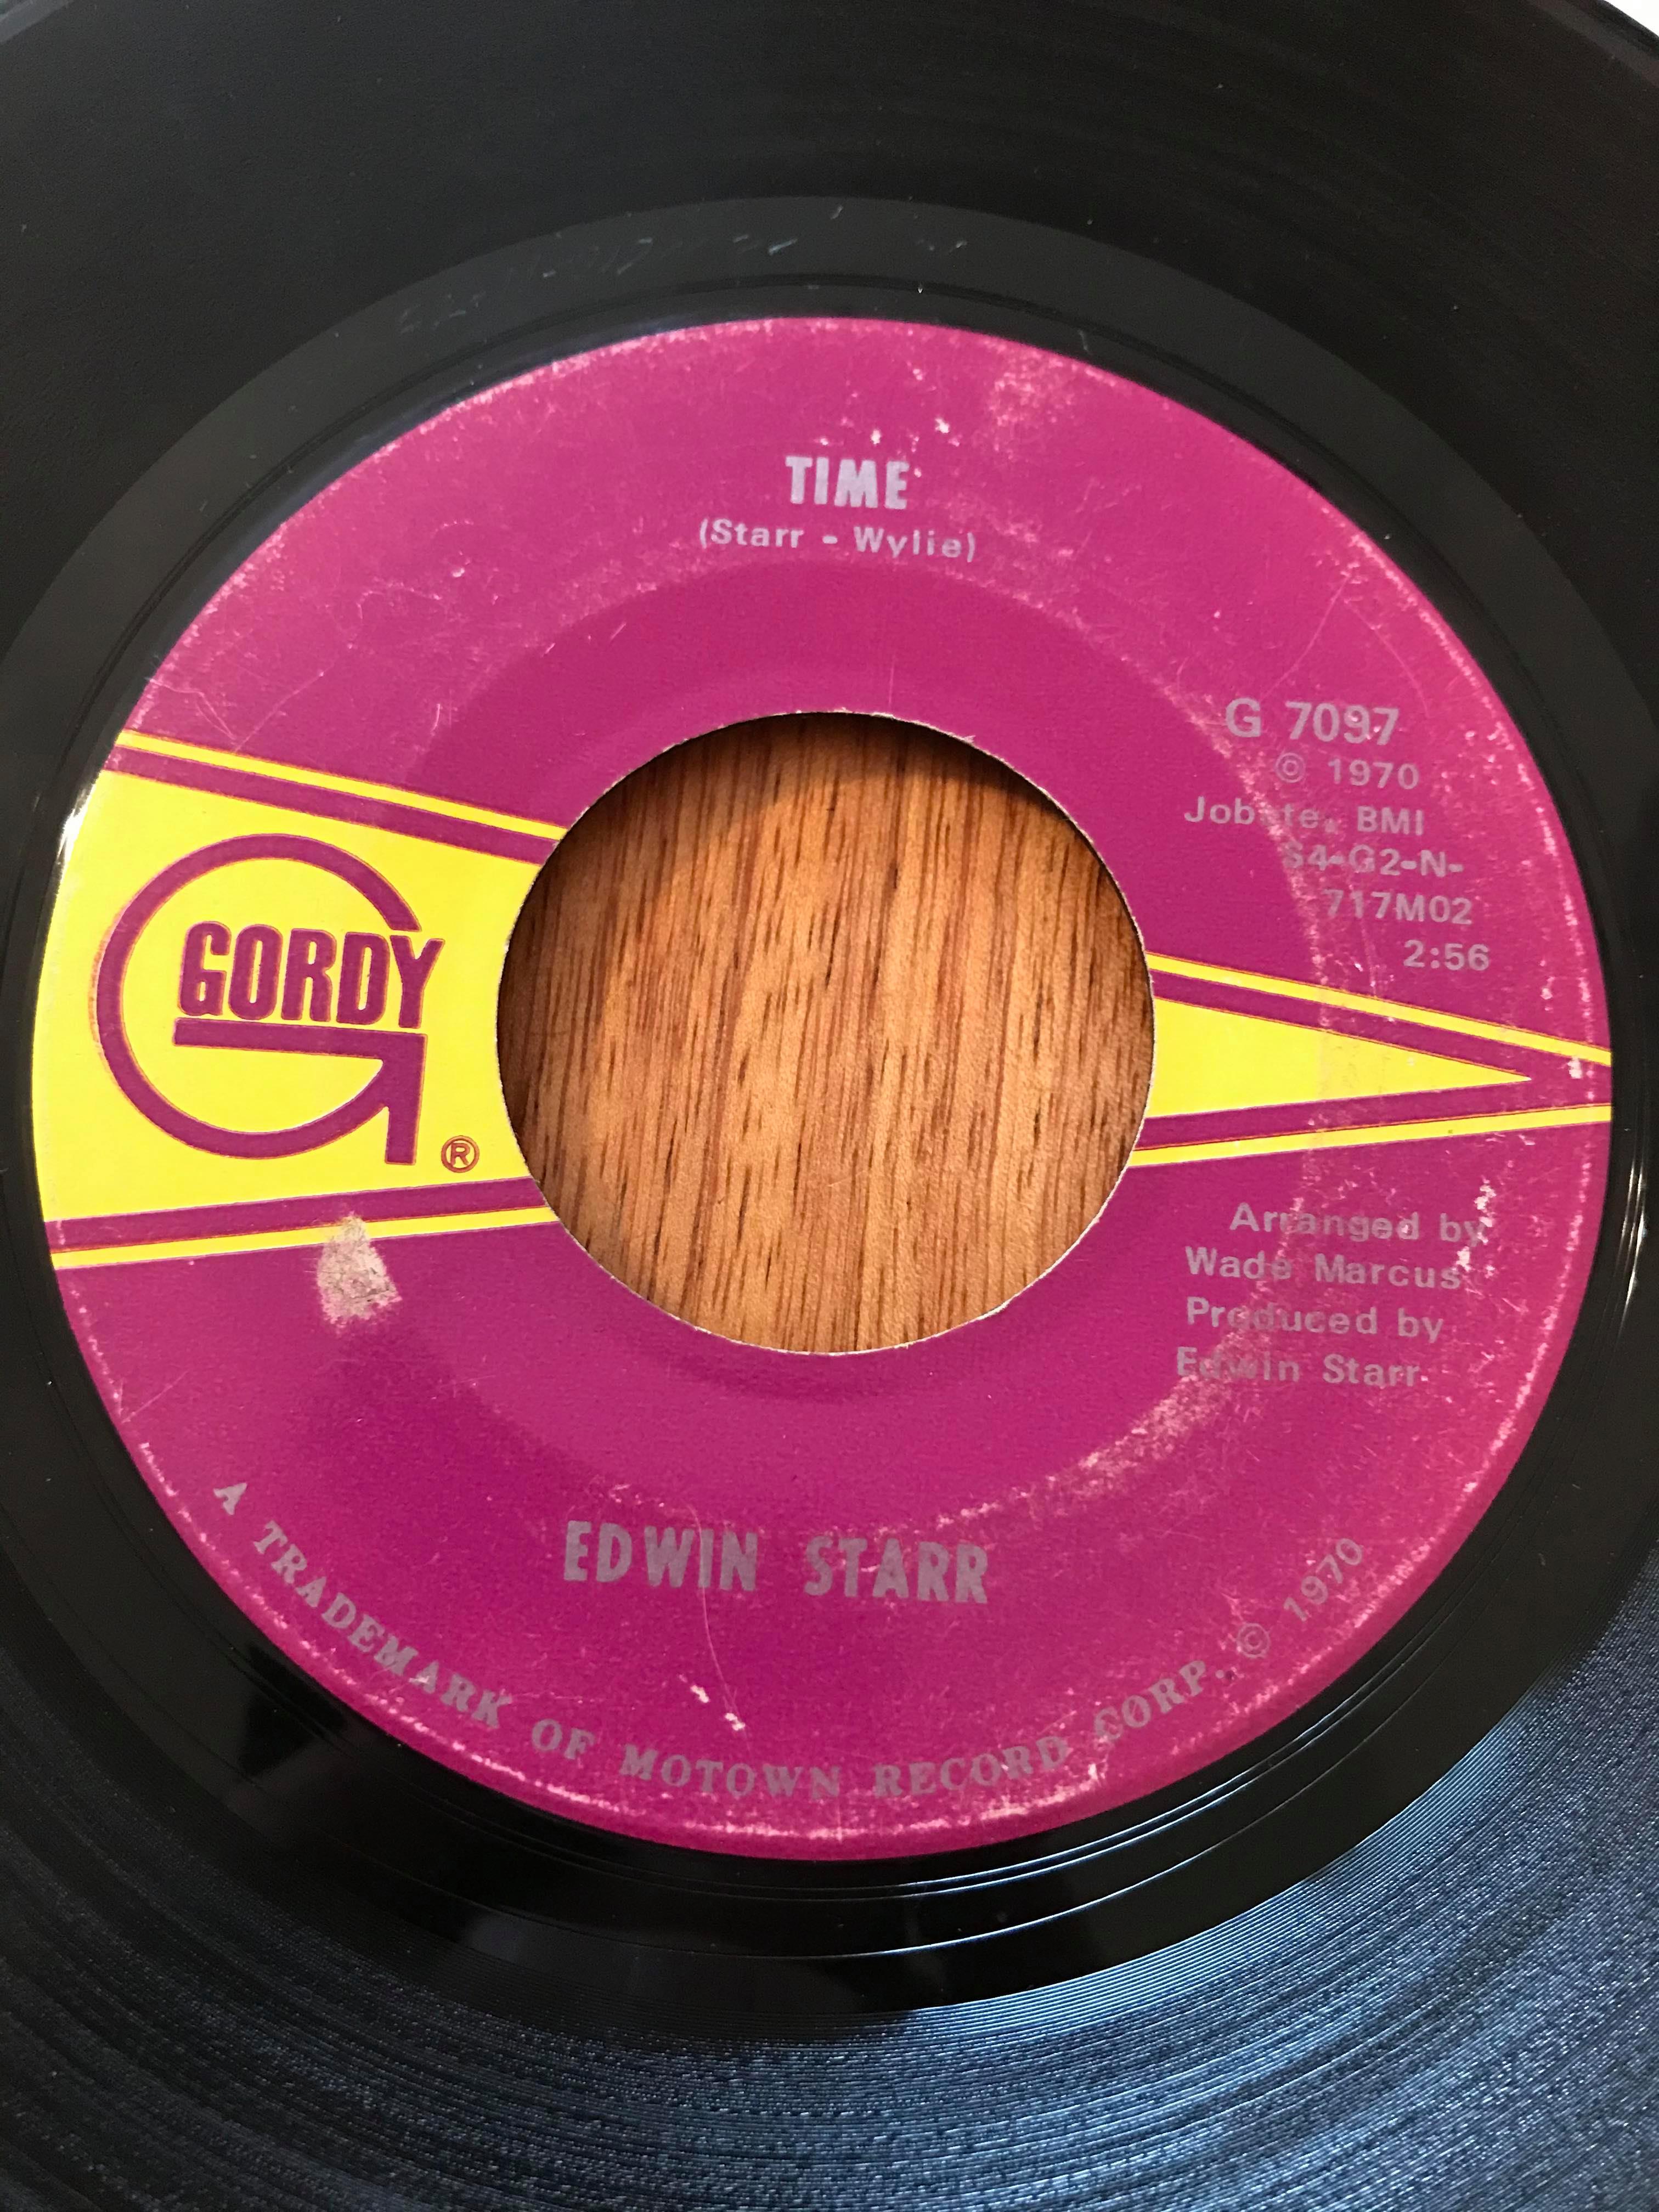 TIME
(Starr - Wylie)
G 7097
© 1970
Jobete, BMI
S4-G2-N-
717M02
2:56
GORDY
®
Arranged by
Wade Marcus
Produced by
Edwin Starr
EDWIN STARR
A TRADEMARK OF MOTOWN RECORD CORP. © 1970